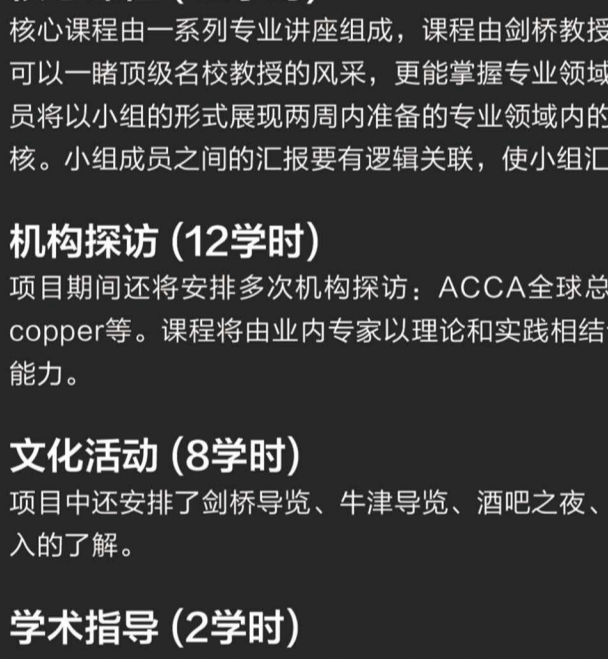 核心课程由一系列专业讲座组成，课程由剑桥教授
可以一睹顶级名校教授的风采，更能掌握专业领域
员将以小组的形式展现两周内准备的专业领域内的
核。小组成员之间的汇报要有逻辑关联，使小组汇
机构探访 (12学时)
项目期间还将安排多次机构探访：ACCA全球总
copper等。课程将由业内专家以理论和实践相结
能力。
文化活动 (8学时)
项目中还安排了剑桥导览、牛津导览、酒吧之夜、
入的了解。
学术指导 (2学时)